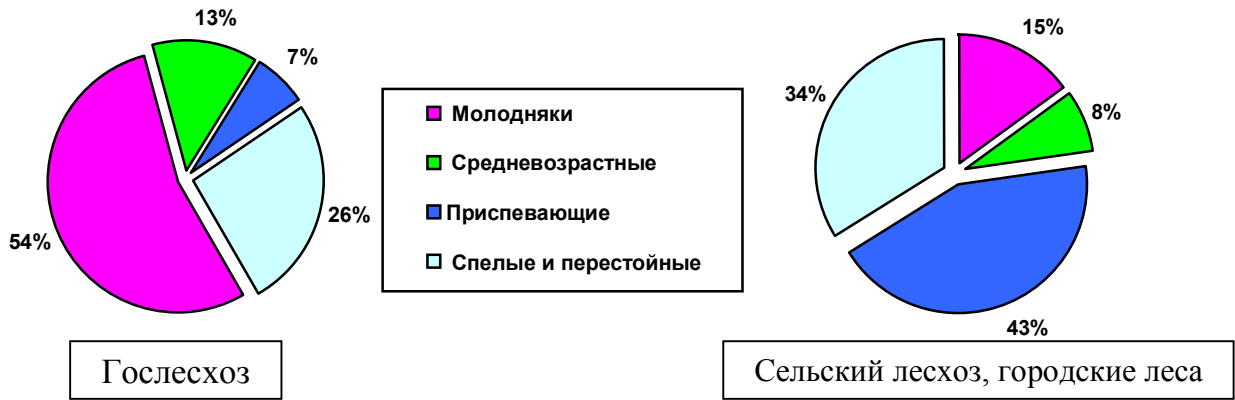 13%
7%
26%
54%
Молодняки
Средневозрастные
Приспевающие
Спелые и перестойные
15%
8%
34%
43%
Гослесхоз
Сельский лесхоз, городские леса